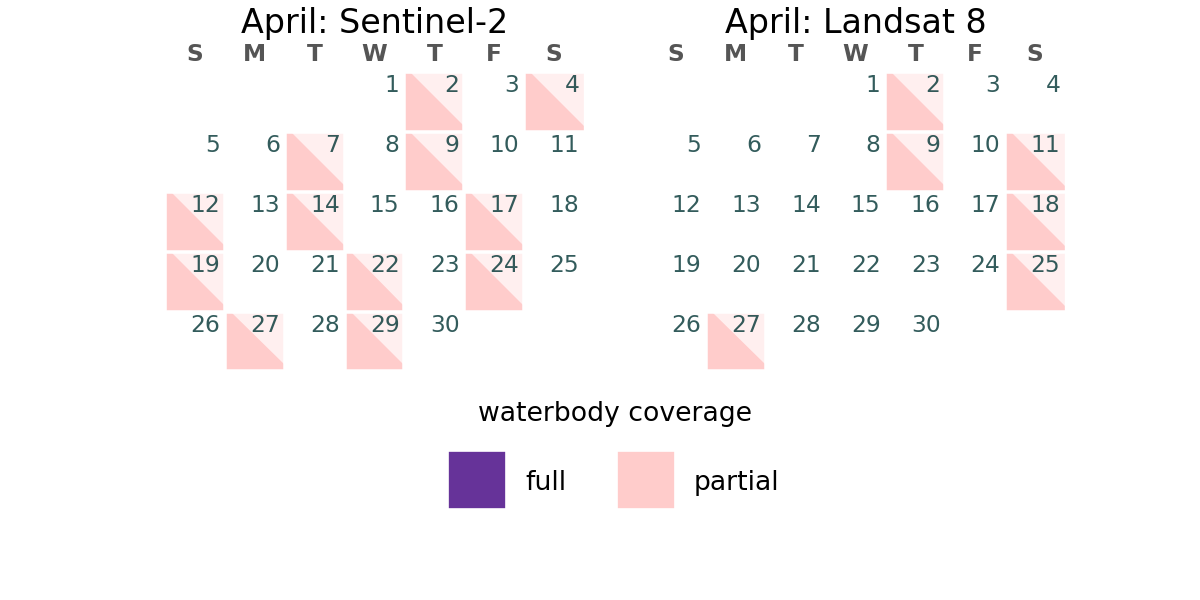 April: Sentinel-2
S M T W T F S
1 2 3 4
5 6 7 8 9 10 11
12 13 14 15 16 17 18
19 20 21 22 23 24 25
26 27 28 29 30
April: Landsat 8
S M T W T F S
1 2 3 4
5 6 7 8 9 10 11
12 13 14 15 16 17 18
19 20 21 22 23 24 25
26 27 28 29 30
waterbody coverage
full
partial